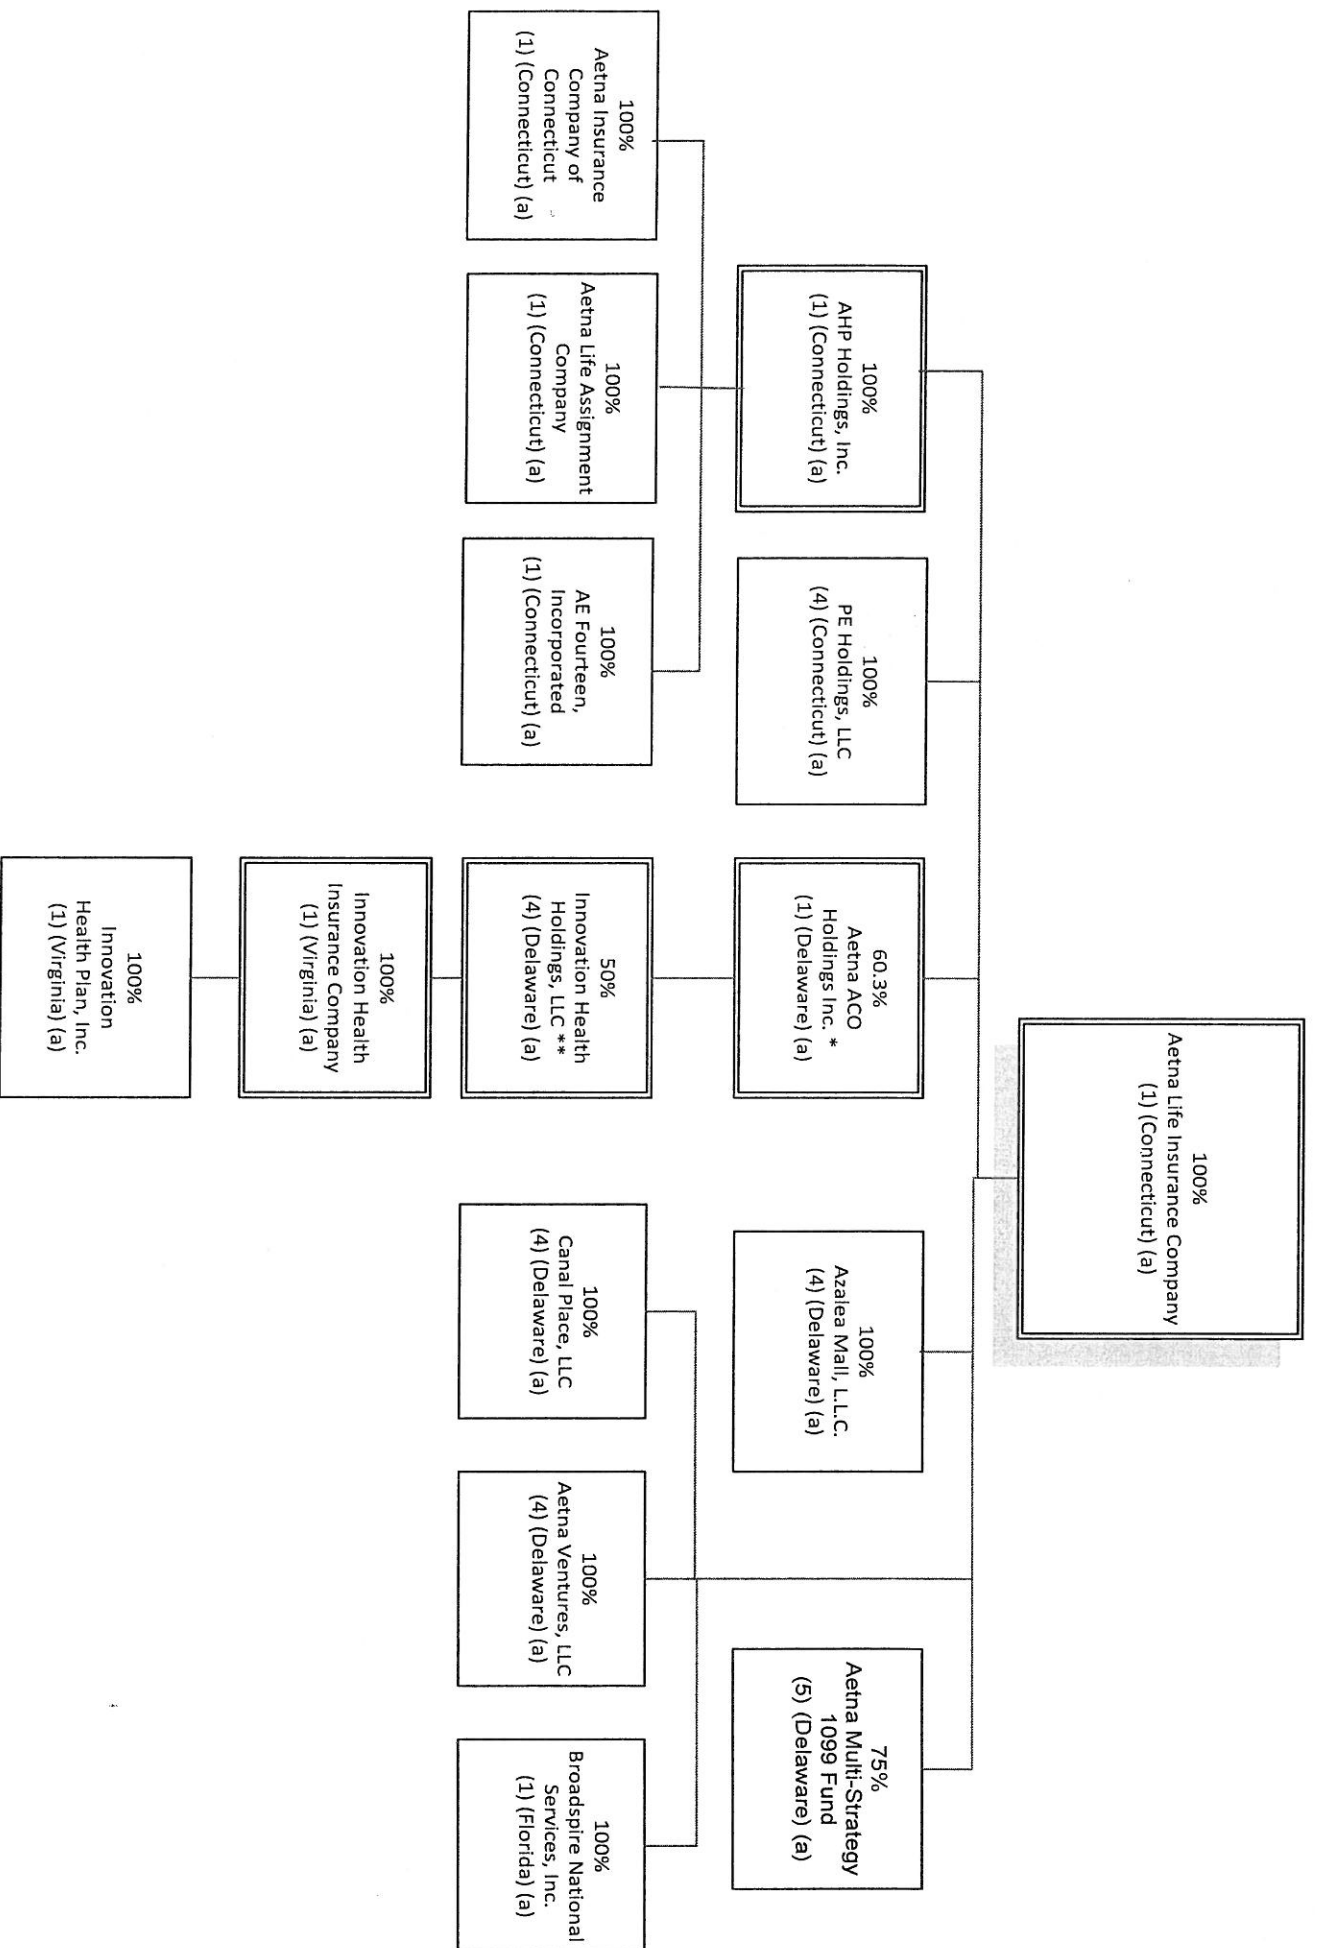 100%
Aetna Life Insurance Company
(1) (Connecticut) (a)
100%
AHP Holdings, Inc.
(1) (Connecticut) (a)
100%
PE Holdings, LLC
(4) (Connecticut) (a)
60.3%
Aetna ACO
Holdings Inc. *
(1) (Delaware) (a)
100%
Azalea Mall, L.L.C.
(4) (Delaware) (a)
75%
Aetna Multi-Strategy
1099 Fund
(5) (Delaware) (a)
100%
Aetna Insurance
Company of
Connecticut
(1) (Connecticut) (a)
100%
Aetna Life Assignment
Company
(1) (Connecticut) (a)
100%
AE Fourteen,
Incorporated
(1) (Connecticut) (a)
50%
Innovation Health
Holdings, LLC **
(4) (Delaware) (a)
100%
Canal Place, LLC
(4) (Delaware) (a)
100%
Aetna Ventures, LLC
(4) (Delaware) (a)
100%
Broadspire National
Services, Inc.
(1) (Florida) (a)
100%
Innovation Health
Insurance Company
(1) (Virginia) (a)
100%
Innovation
Health Plan, Inc.
(1) (Virginia) (a)